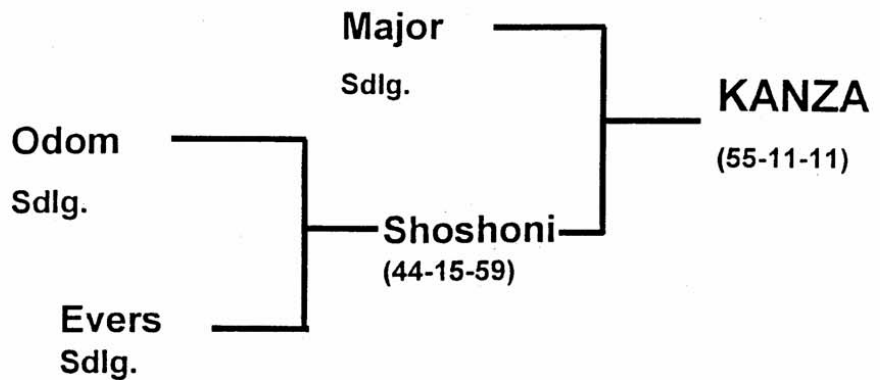 Major
Sdlg.
KANZA
(55-11-11)
Odom
Sdlg.
Shoshoni
(44-15-59)
Evers
Sdlg.